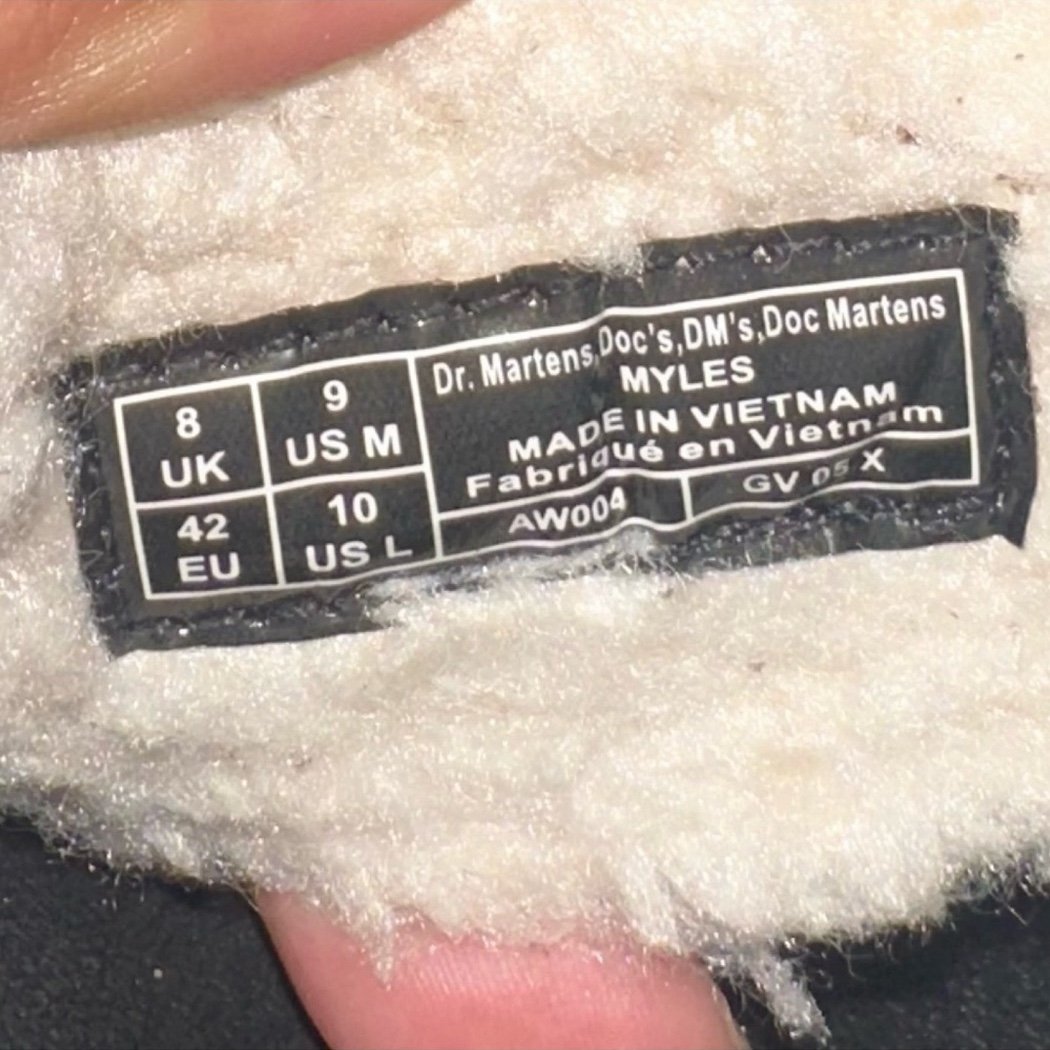 8
UK
9
US M
42
EU
10
US L
Dr. Martens,Doc's,DM's,Doc Martens
MYLES
MADE IN VIETNAM
Fabriqué en Vietnam
AW004
GV 05 X